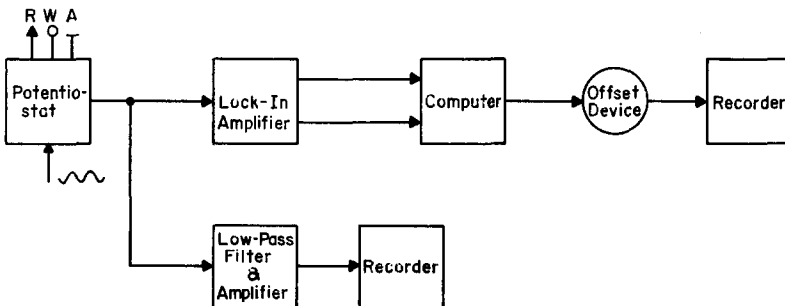 R W A
Potentio-
stat
Lock-In
Amplifier
Computer
Offset
Device
Recorder
Low-Pass
Filter
&
Amplifier
Recorder